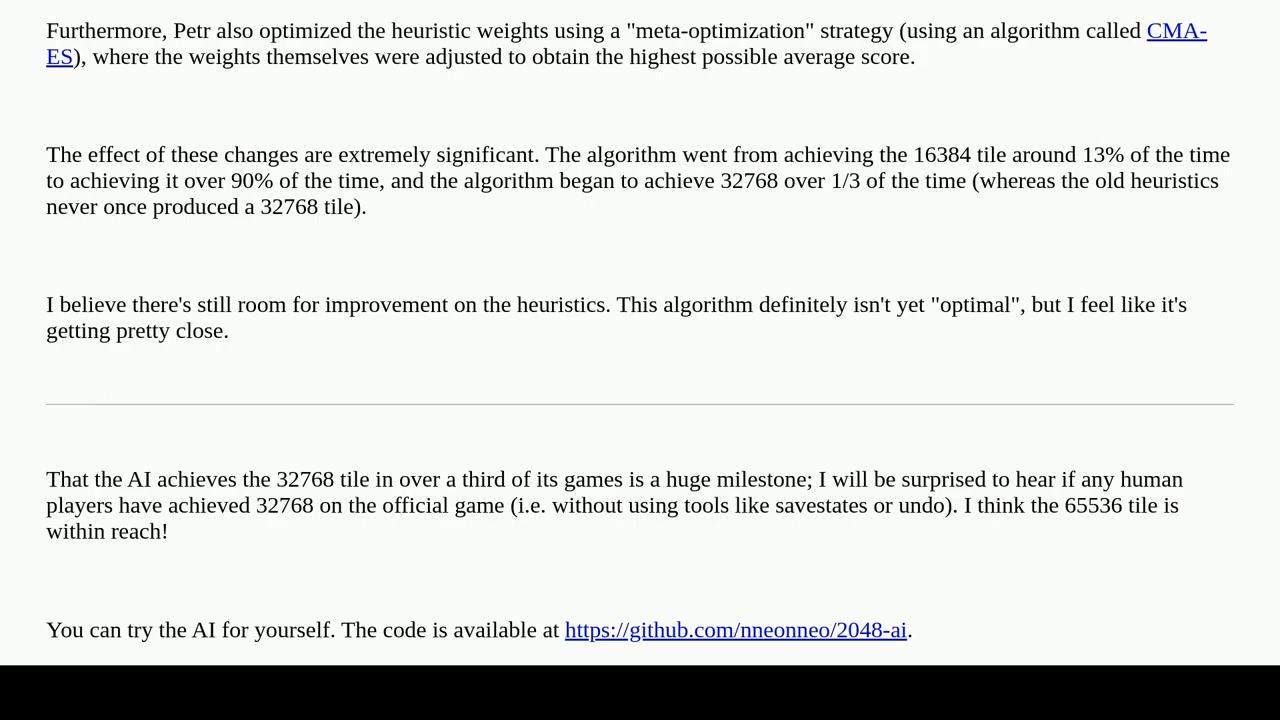 Furthermore, Petr also optimized the heuristic weights using a "meta-optimization" strategy (using an algorithm called CMA-
ES), where the weights themselves were adjusted to obtain the highest possible average score.
The effect of these changes are extremely significant. The algorithm went from achieving the 16384 tile around 13% of the time
to achieving it over 90% of the time, and the algorithm began to achieve 32768 over 1/3 of the time (whereas the old heuristics
never once produced a 32768 tile).
I believe there's still room for improvement on the heuristics. This algorithm definitely isn't yet "optimal", but I feel like it's
getting pretty close.
That the AI achieves the 32768 tile in over a third of its games is a huge milestone; I will be surprised to hear if any human
players have achieved 32768 on the official game (i.e. without using tools like savestates or undo). I think the 65536 tile is
within reach!
You can try the AI for yourself. The code is available at https://github.com/nneonneo/2048-ai.